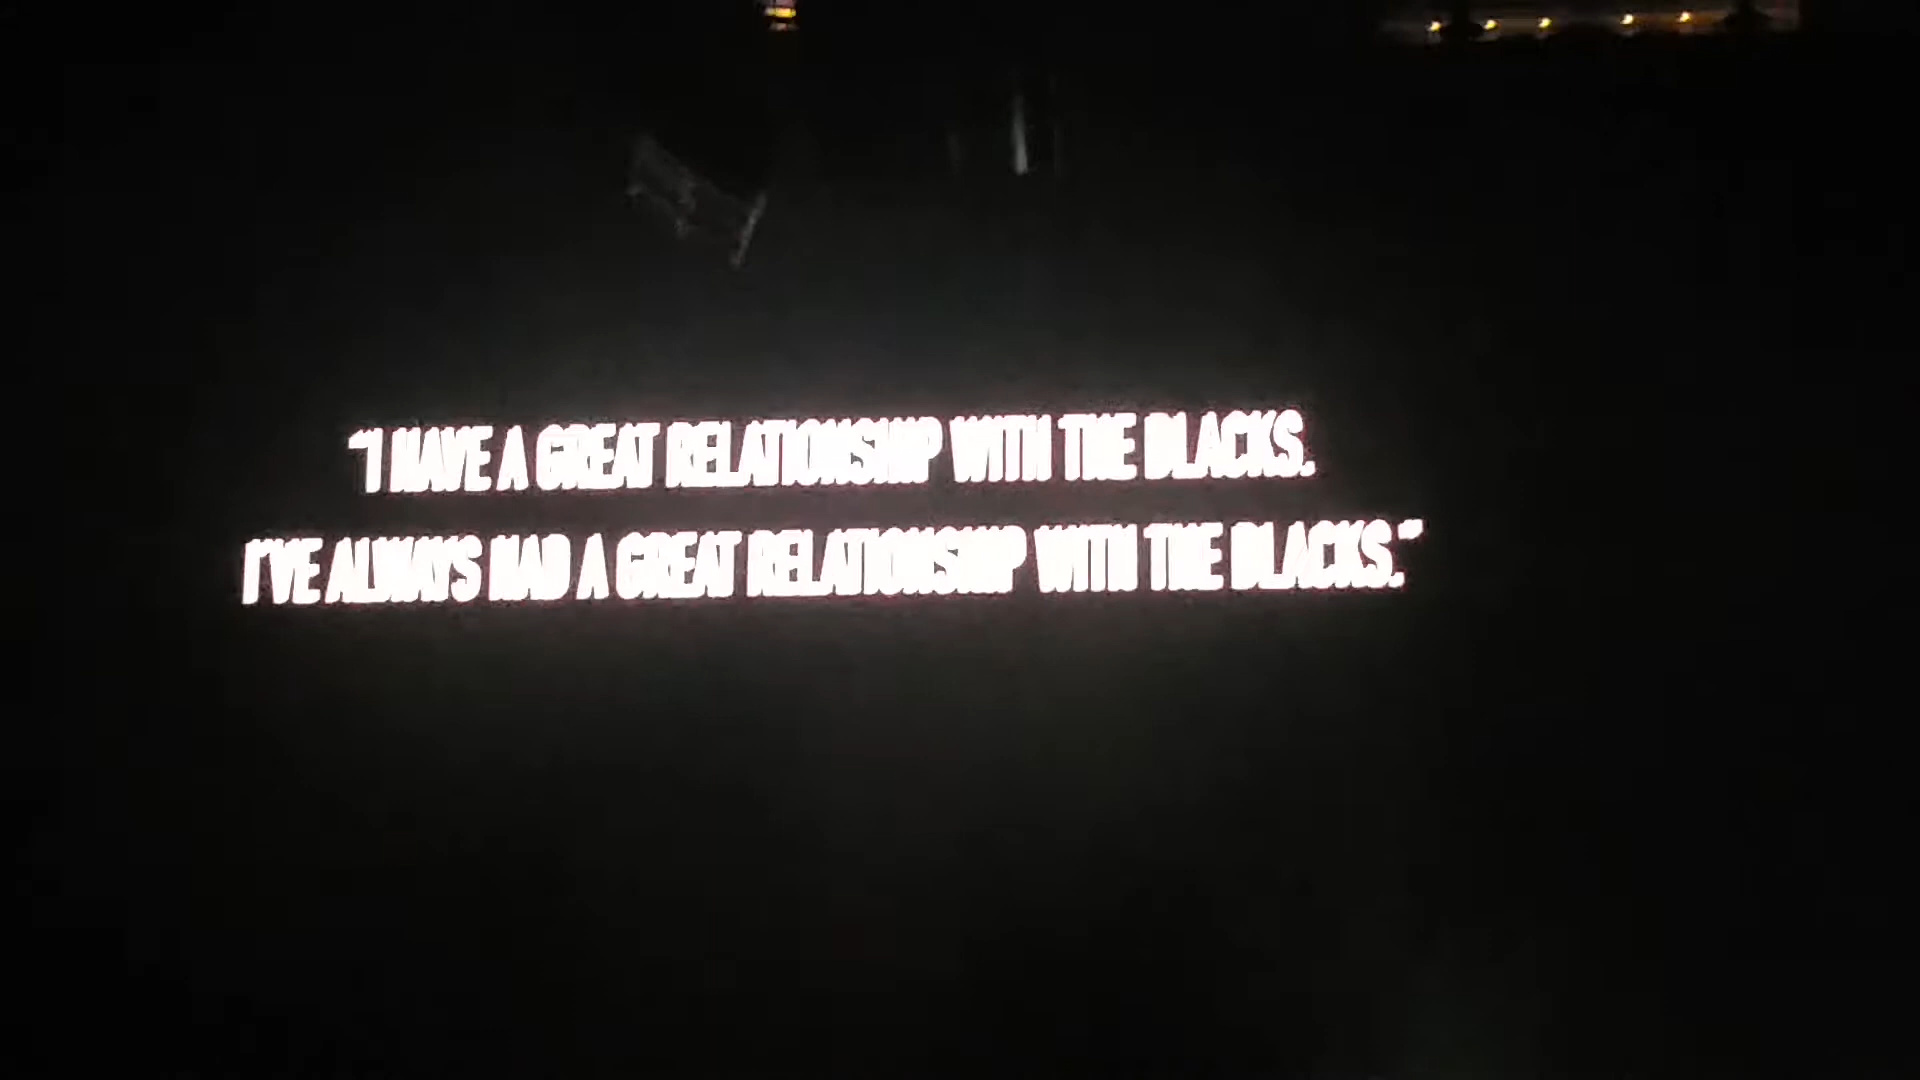 "I HAVE A GREAT RELATIONSHIP WITH THE BLACKS.
I'VE ALWAYS HAD A GREAT RELATIONSHIP WITH THE BLACKS."